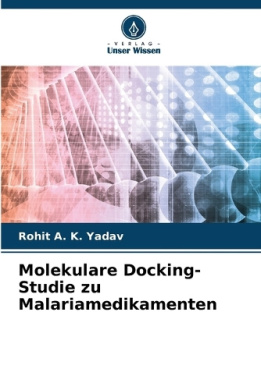 - VERLAG -
Unser Wissen
Rohit A. K. Yadav
Molekulare Docking-
Studie zu
Malariamedikamenten